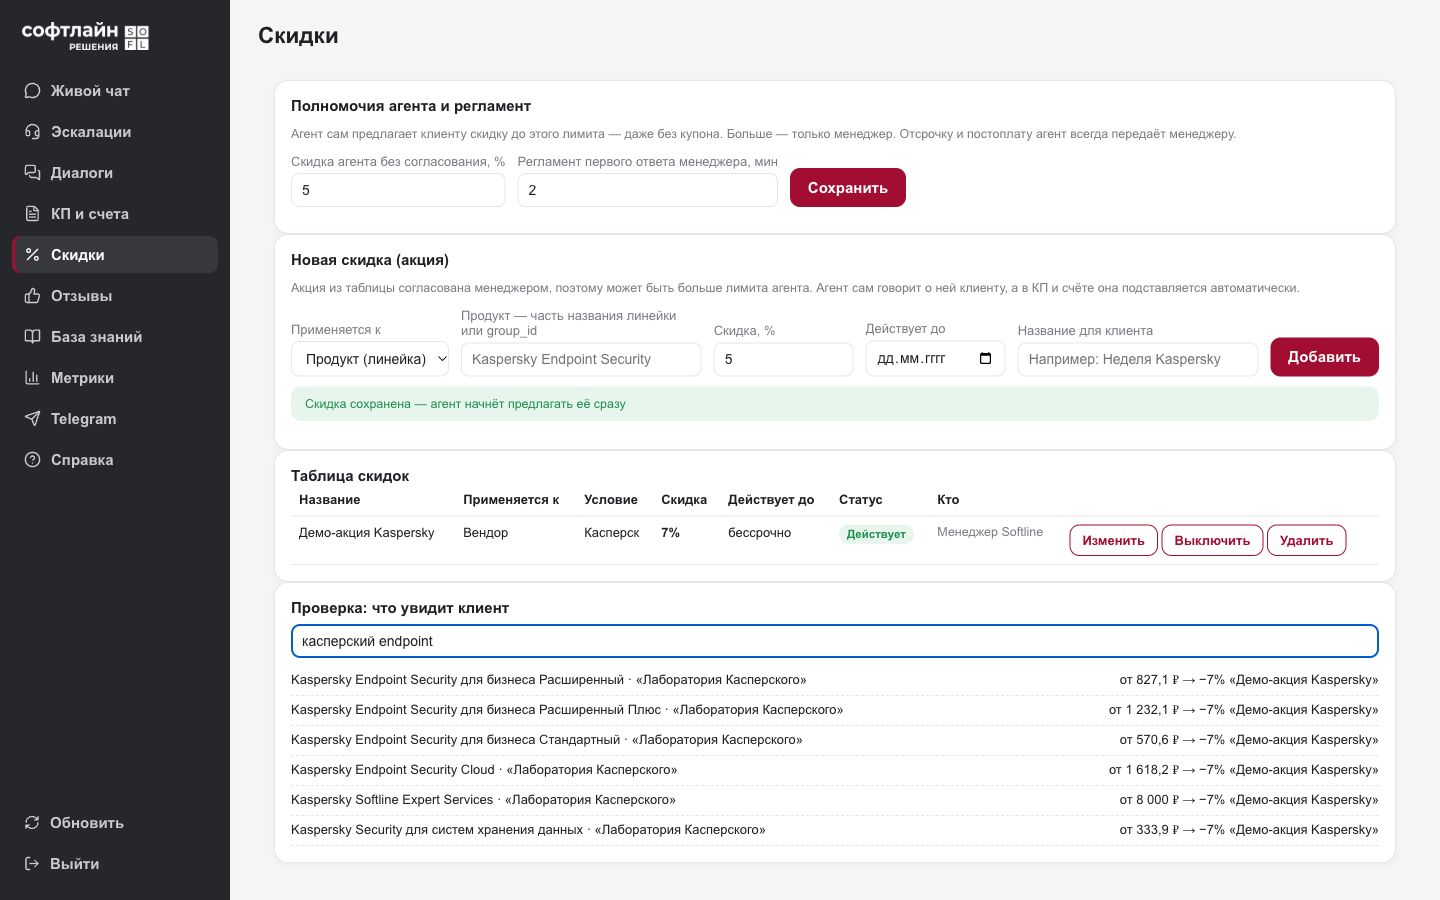 софтлайн
РЕШЕНИЯ
SO
FL
Живой чат
Эскалации
Диалоги
КП и счета
Скидки
Отзывы
База знаний
Метрики
Telegram
Справка
Обновить
Выйти
Скидки
Полномочия агента и регламент
Агент сам предлагает клиенту скидку до этого лимита — даже без купона. Больше — только менеджер. Отсрочку и постоплату агент всегда передаёт менеджеру.
Скидка агента без согласования, % Регламент первого ответа менеджера, мин
5 2 Сохранить
Новая скидка (акция)
Акция из таблицы согласована менеджером, поэтому может быть больше лимита агента. Агент сам говорит о ней клиенту, а в КП и счёте она подставляется автоматически.
Применяется к
Продукт (линейка)
Продукт — часть названия линейки
или group_id
Kaspersky Endpoint Security
Скидка, %
5
Действует до
дд.мм.гггг
Название для клиента
Например: Неделя Kaspersky
Добавить
Скидка сохранена — агент начнёт предлагать её сразу
Таблица скидок
Название Применяется к Условие Скидка Действует до Статус Кто
Демо-акция Kaspersky Вендор Касперск 7% бессрочно Действует Менеджер Softline Изменить Выключить Удалить
Проверка: что увидит клиент
касперский endpoint
Kaspersky Endpoint Security для бизнеса Расширенный · «Лаборатория Касперского» от 827,1 ₽ → −7% «Демо-акция Kaspersky»
Kaspersky Endpoint Security для бизнеса Расширенный Плюс · «Лаборатория Касперского» от 1 232,1 ₽ → −7% «Демо-акция Kaspersky»
Kaspersky Endpoint Security для бизнеса Стандартный · «Лаборатория Касперского» от 570,6 ₽ → −7% «Демо-акция Kaspersky»
Kaspersky Endpoint Security Cloud · «Лаборатория Касперского» от 1 618,2 ₽ → −7% «Демо-акция Kaspersky»
Kaspersky Softline Expert Services · «Лаборатория Касперского» от 8 000 ₽ → −7% «Демо-акция Kaspersky»
Kaspersky Security для систем хранения данных · «Лаборатория Касперского» от 333,9 ₽ → −7% «Демо-акция Kaspersky»